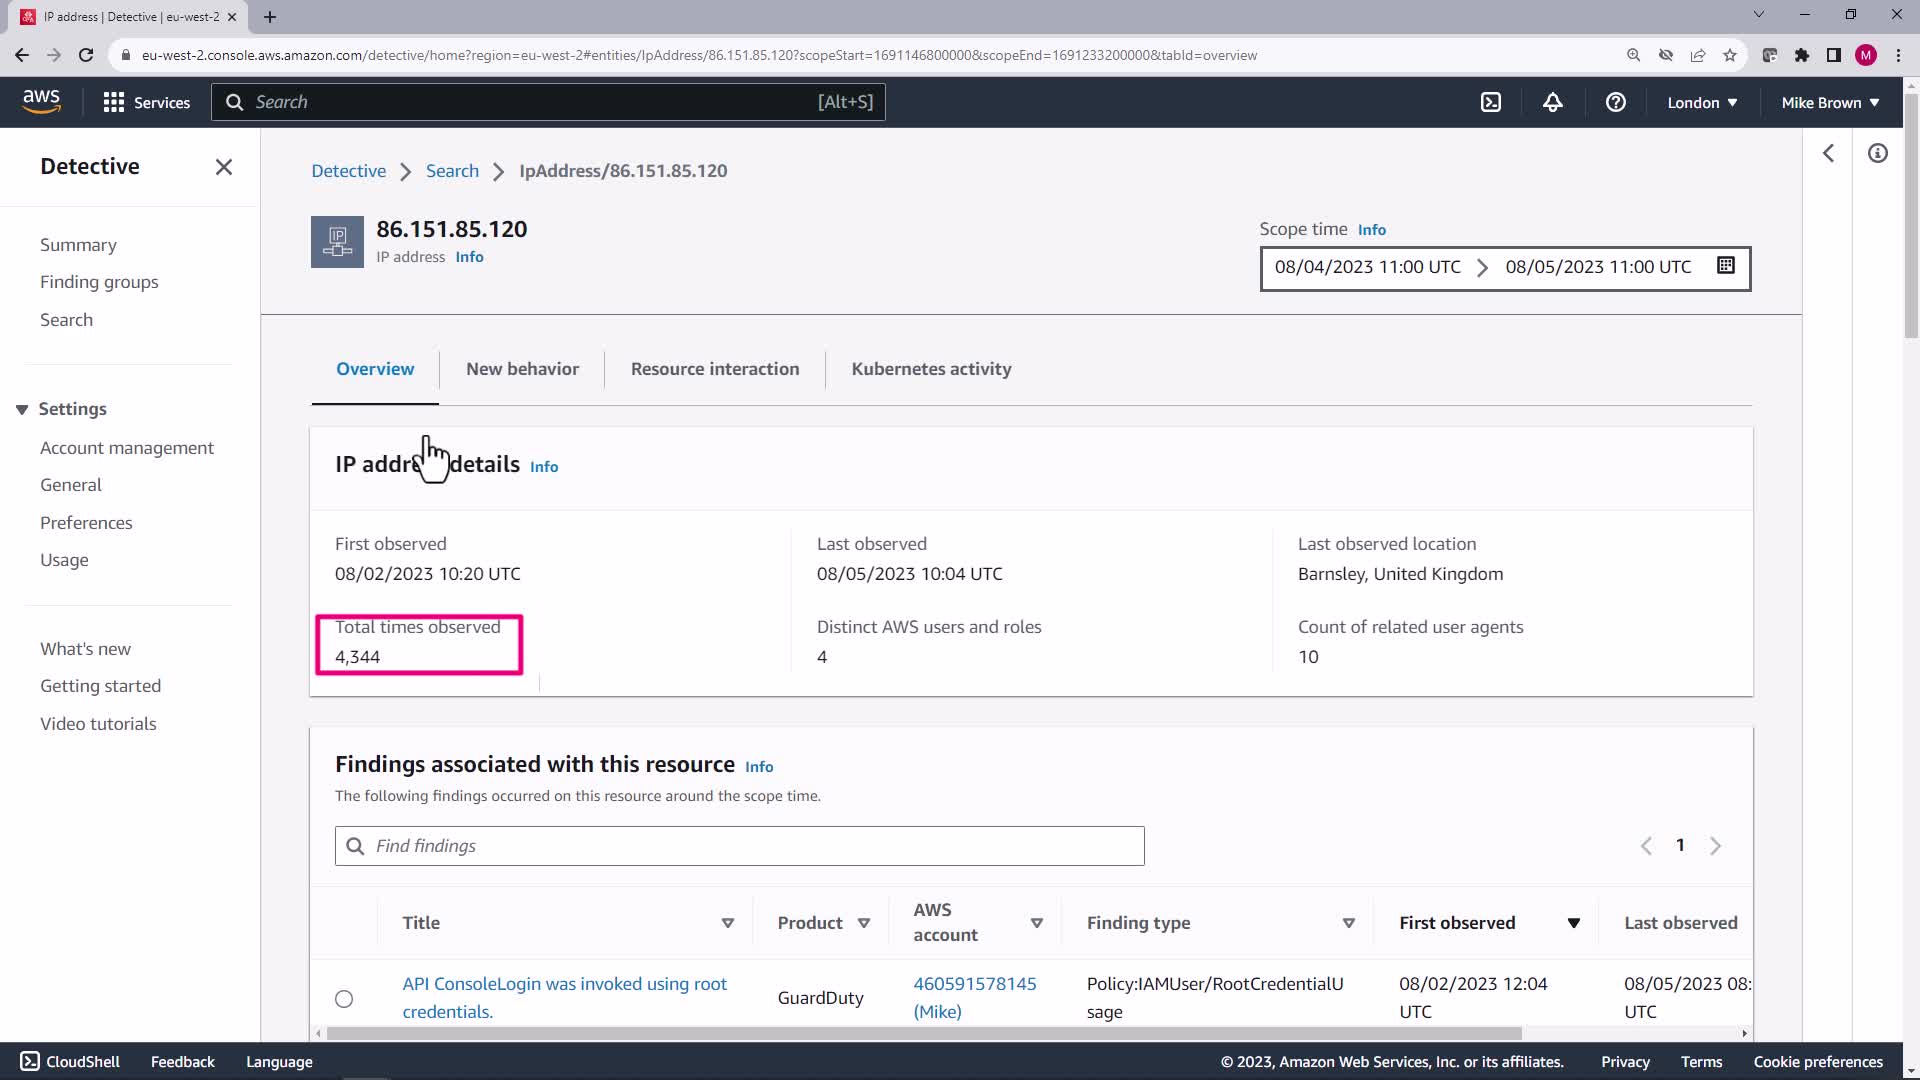 IP address | Detective | eu-west-2
eu-west-2.console.aws.amazon.com/detective/home?region=eu-west-2#entities/IpAddress/86.151.85.120?scopeStart=1691146800000&scopeEnd=1691233200000&tabId=overview
M
aws
Services
Search
[Alt+S]
London
Mike Brown
Detective
Summary
Finding groups
Search
Settings
Account management
General
Preferences
Usage
What's new
Getting started
Video tutorials
Detective > Search > IpAddress/86.151.85.120
IP
86.151.85.120
IP address Info
Scope time Info
08/04/2023 11:00 UTC > 08/05/2023 11:00 UTC
Overview
New behavior
Resource interaction
Kubernetes activity
IP details Info
First observed
08/02/2023 10:20 UTC
Last observed
08/05/2023 10:04 UTC
Last observed location
Barnsley, United Kingdom
Total times observed
4,344
Distinct AWS users and roles
4
Count of related user agents
10
Findings associated with this resource Info
The following findings occurred on this resource around the scope time.
Find findings
1
Title
Product
AWS
account
Finding type
First observed
Last observed
API ConsoleLogin was invoked using root
credentials.
GuardDuty
460591578145
(Mike)
Policy:IAMUser/RootCredentialU
sage
08/02/2023 12:04
UTC
08/05/2023 08:
UTC
CloudShell
Feedback
Language
© 2023, Amazon Web Services, Inc. or its affiliates.
Privacy
Terms
Cookie preferences